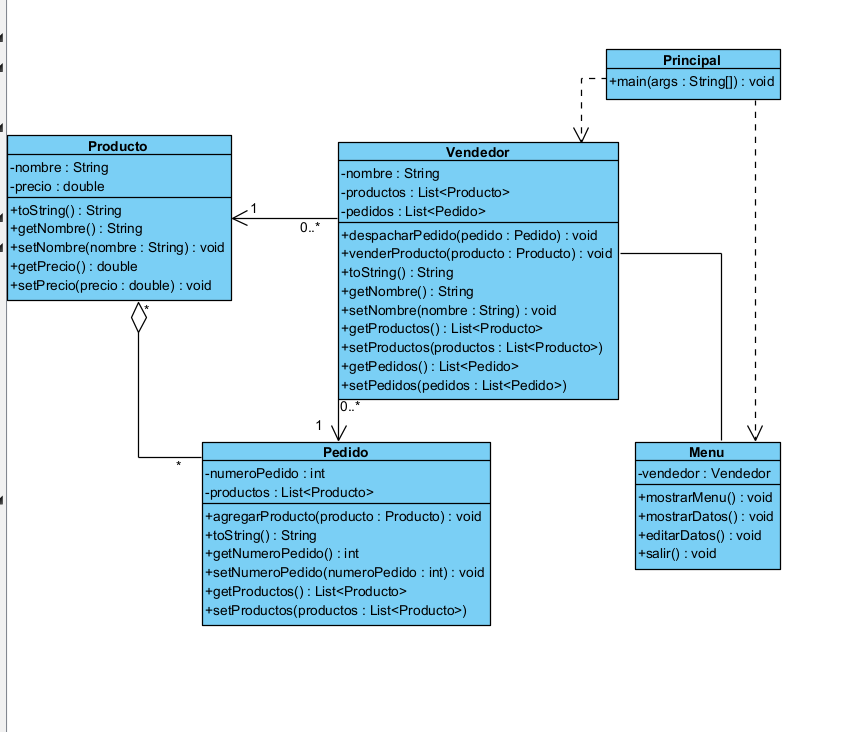 Principal
+main(args : String[]) : void
Producto
-nombre : String
-precio : double
+toString() : String
+getNombre() : String
+setNombre(nombre : String) : void
+getPrecio() : double
+setPrecio(precio : double) : void
1
0..*
Vendedor
-nombre : String
-productos : List<Producto>
-pedidos : List<Pedido>
+despacharPedido(pedido : Pedido) : void
+venderProducto(producto : Producto) : void
+toString() : String
+getNombre() : String
+setNombre(nombre : String) : void
+getProductos() : List<Producto>
+setProductos(productos : List<Producto>)
+getPedidos() : List<Pedido>
+setPedidos(pedidos : List<Pedido>)
*
0..*
1
*
Pedido
-numeroPedido : int
-productos : List<Producto>
+agregarProducto(producto : Producto) : void
+toString() : String
+getNumeroPedido() : int
+setNumeroPedido(numeroPedido : int) : void
+getProductos() : List<Producto>
+setProductos(productos : List<Producto>)
Menu
-vendedor : Vendedor
+mostrarMenu() : void
+mostrarDatos() : void
+editarDatos() : void
+salir() : void